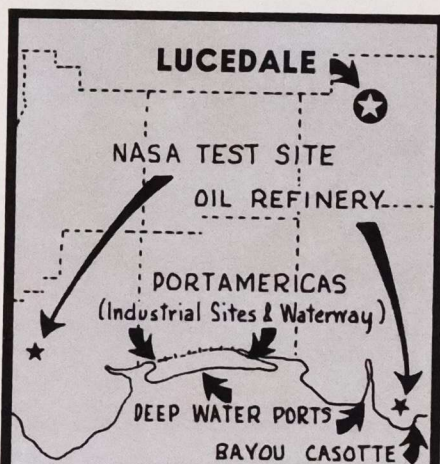 LUCEDALE
NASA TEST SITE
OIL REFINERY
PORTAMERICAS
(Industrial Sites & Waterway)
DEEP WATER PORTS
BAYOU CASOTTE